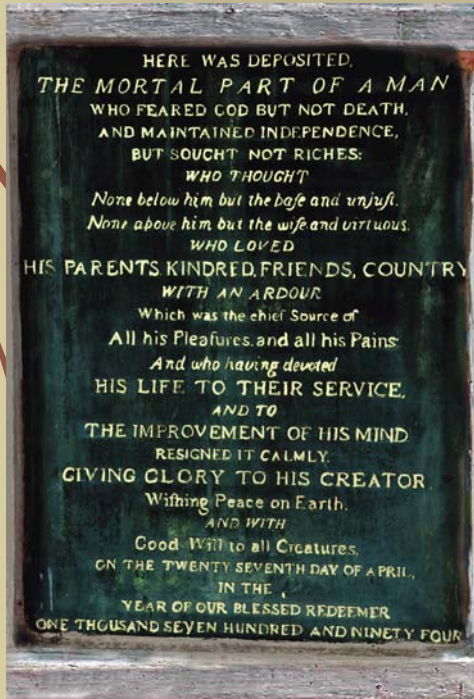 HERE WAS DEPOSITED,
THE MORTAL PART OF A MAN
WHO FEARED GOD BUT NOT DEATH,
AND MAINTAINED INDEPENDENCE,
BUT SOUGHT NOT RICHES:
WHO THOUGHT
None below him but the baſe and unjuſt.
None above him but the wiſe and virtuous.
WHO LOVED
HIS PARENTS KINDRED, FRIENDS, COUNTRY
WITH AN ARDOUR
Which was the chief Source of
All his Pleaſures. and all his Pains:
And who having devoted
HIS LIFE TO THEIR SERVICE,
AND TO
THE IMPROVEMENT OF HIS MIND
RESIGNED IT CALMLY.
GIVING GLORY TO HIS CREATOR.
Wiſhing Peace on Earth.
AND WITH
Good Will to all Creatures,
ON THE TWENTY SEVENTH DAY OF APRIL,
IN THE
YEAR OF OUR BLESSED REDEEMER
ONE THOUSAND SEVEN HUNDRED AND NINETY FOUR